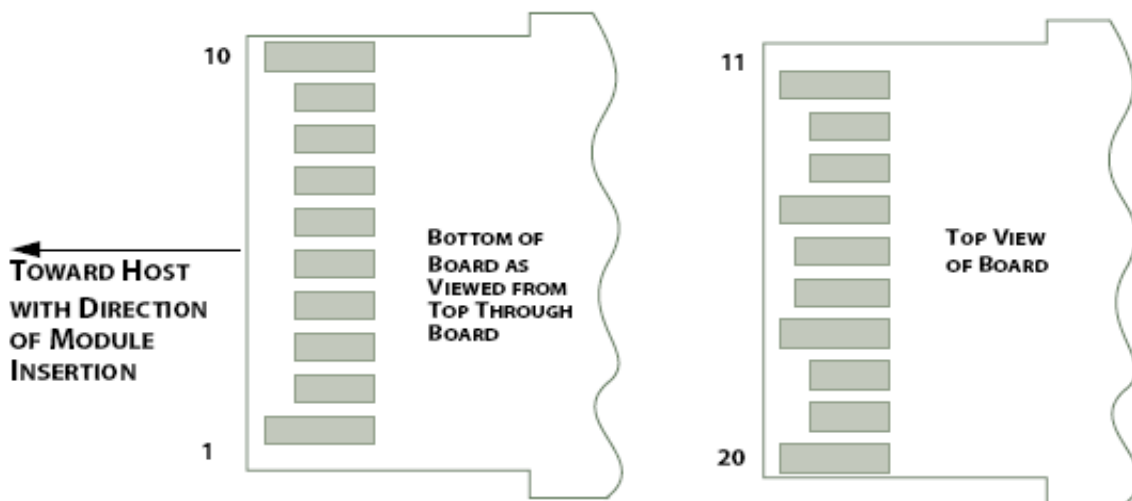 10
1
TOWARD HOST
WITH DIRECTION
OF MODULE
INSERTION
BOTTOM OF
BOARD AS
VIEWED FROM
TOP THROUGH
BOARD
11
20
TOP VIEW
OF BOARD